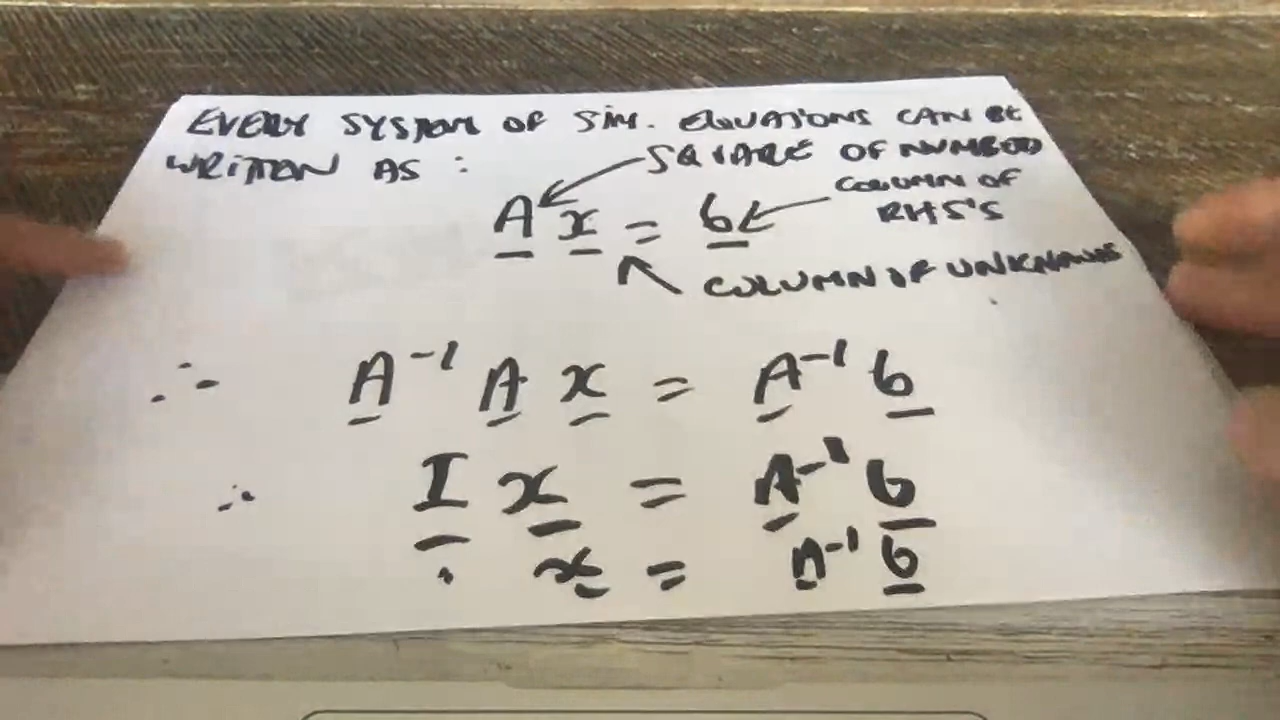 EVERY SYSTEM OF SIM. EQUATIONS CAN BE
WRITTEN AS :
SQUARE OF NUMBERS
A x = b
COLUMN OF
RHS'S
COLUMN OF UNKNOWNS
∴ A⁻¹ A x = A⁻¹ b
∴ I x = A⁻¹ b
x = A⁻¹ b